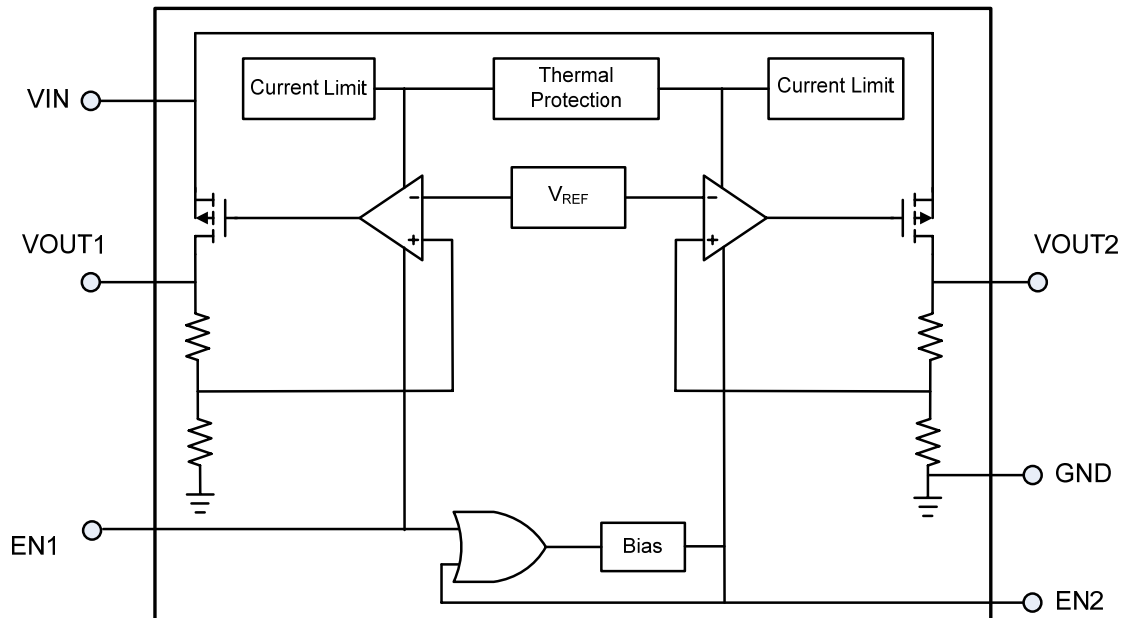 VIN
Current Limit
Thermal
Protection
Current Limit
VREF
-
+
-
+
VOUT1
VOUT2
GND
EN1
Bias
EN2